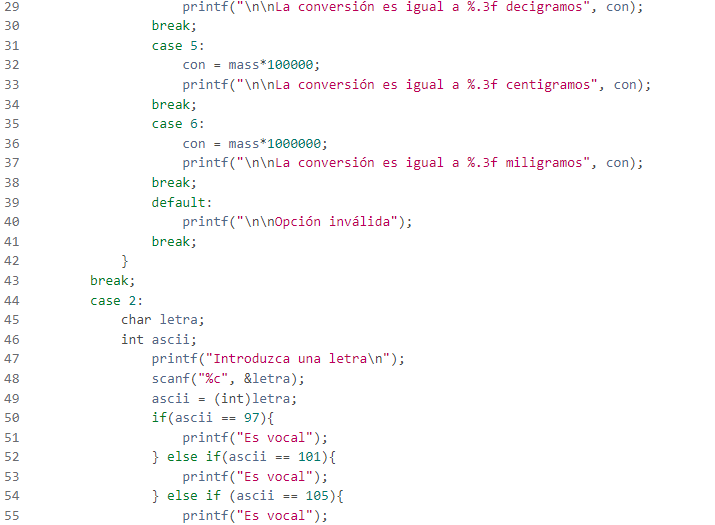 29 printf("\n\nLa conversión es igual a %.3f decigramos", con);
30 break;
31 case 5:
32 con = mass*100000;
33 printf("\n\nLa conversión es igual a %.3f centigramos", con);
34 break;
35 case 6:
36 con = mass*1000000;
37 printf("\n\nLa conversión es igual a %.3f miligramos", con);
38 break;
39 default:
40 printf("\n\nOpción inválida");
41 break;
42 }
43 break;
44 case 2:
45 char letra;
46 int ascii;
47 printf("Introduzca una letra\n");
48 scanf("%c", &letra);
49 ascii = (int)letra;
50 if(ascii == 97){
51 printf("Es vocal");
52 } else if(ascii == 101){
53 printf("Es vocal");
54 } else if (ascii == 105){
55 printf("Es vocal");